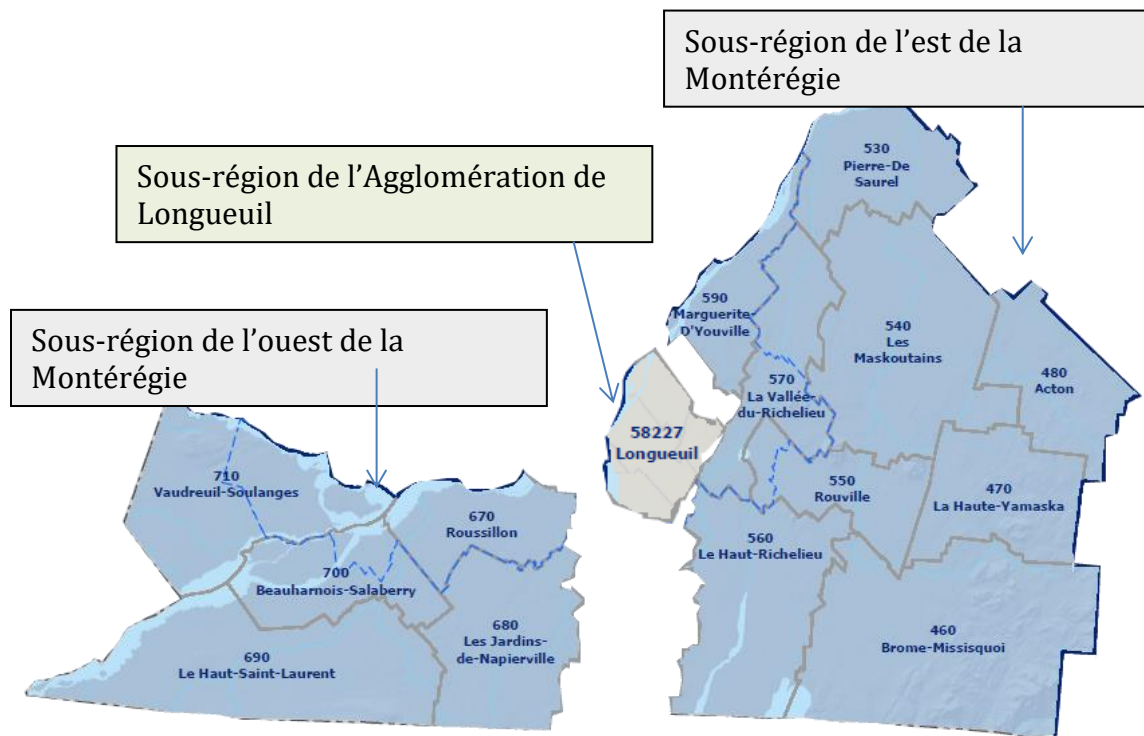 Sous-région de l’est de la
Montérégie
Sous-région de l’Agglomération de
Longueuil
Sous-région de l’ouest de la
Montérégie
530
Pierre-De
Saurel
590
Marguerite-
D'Youville
540
Les
Maskoutains
480
Acton
570
La Vallée-
du-Richelieu
58227
Longueuil
550
Rouville
470
La Haute-Yamaska
560
Le Haut-Richelieu
460
Brome-Missisquoi
710
Vaudreuil-Soulanges
670
Roussillon
700
Beauharnois-Salaberry
680
Les Jardins-
de-Napierville
690
Le Haut-Saint-Laurent